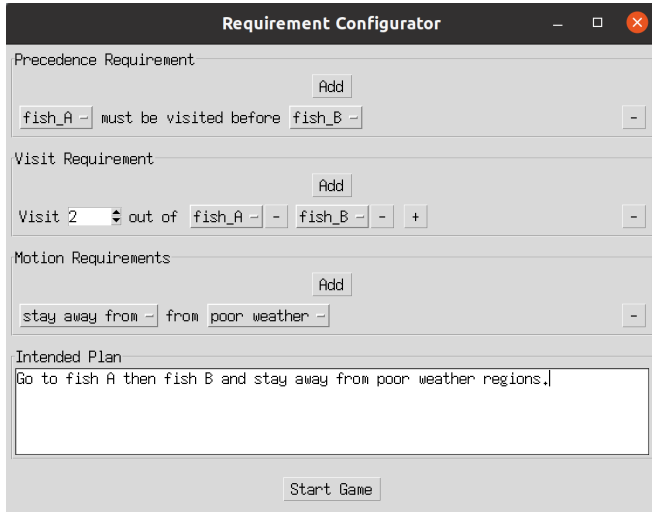 Requirement Configurator
Precedence Requirement
Add
fish_A must be visited before fish_B -
Visit Requirement
Add
Visit 2 out of fish_A - fish_B - +  -
Motion Requirements
Add
stay away from from poor weather -
Intended Plan
Go to fish A then fish B and stay away from poor weather regions.
Start Game